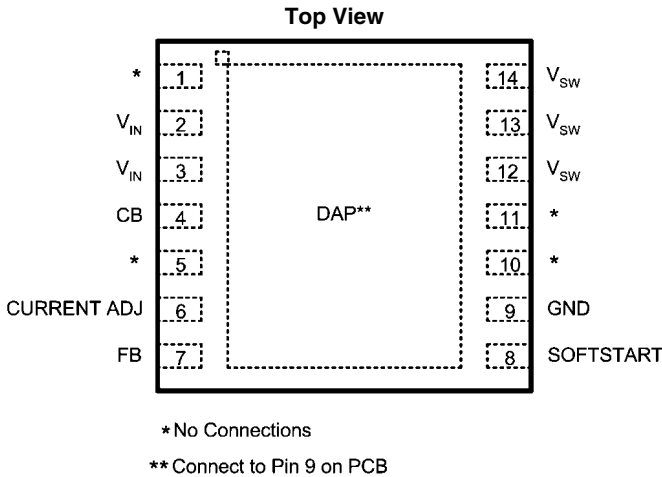 Top View
* 1 14 VSW
VIN 2 13 VSW
VIN 3 12 VSW
CB 4 DAP** 11 *
* 5 10 *
CURRENT ADJ 6 9 GND
FB 7 8 SOFTSTART
* No Connections
** Connect to Pin 9 on PCB